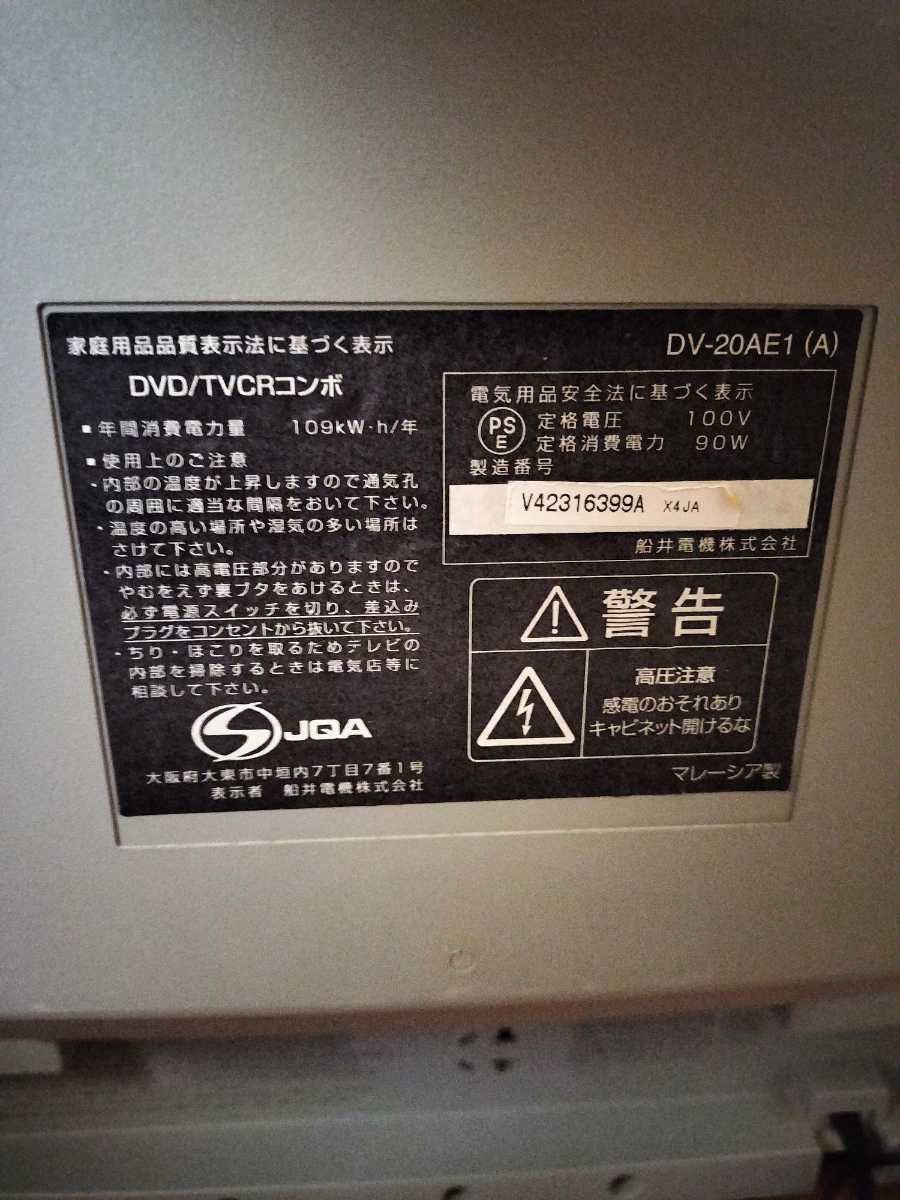 家庭用品品質表示法に基づく表示
DV-20AE1 (A)
DVD/TVCRコンボ
▪年間消費電力量 109kW·h/年
▪使用上のご注意
・内部の温度が上昇しますので通気孔
の周囲に適当な間隔をおいて下さい。
・温度の高い場所や湿気の多い場所は
さけて下さい。
・内部には高電圧部分がありますので
やむをえず裏ブタをあけるときは、
必ず電源スイッチを切り、差込み
プラグをコンセントから抜いて下さい。
・ちり・ほこりを取るためテレビの
内部を掃除するときは電気店等に
相談して下さい。
JQA
大阪府大東市中垣内7丁目7番1号
表示者 船井電機株式会社
電気用品安全法に基づく表示
PS
E
定格電圧 100V
定格消費電力 90W
製造番号
V42316399A X4JA
船井電機株式会社
警告
高圧注意
感電のおそれあり
キャビネット開けるな
マレーシア製